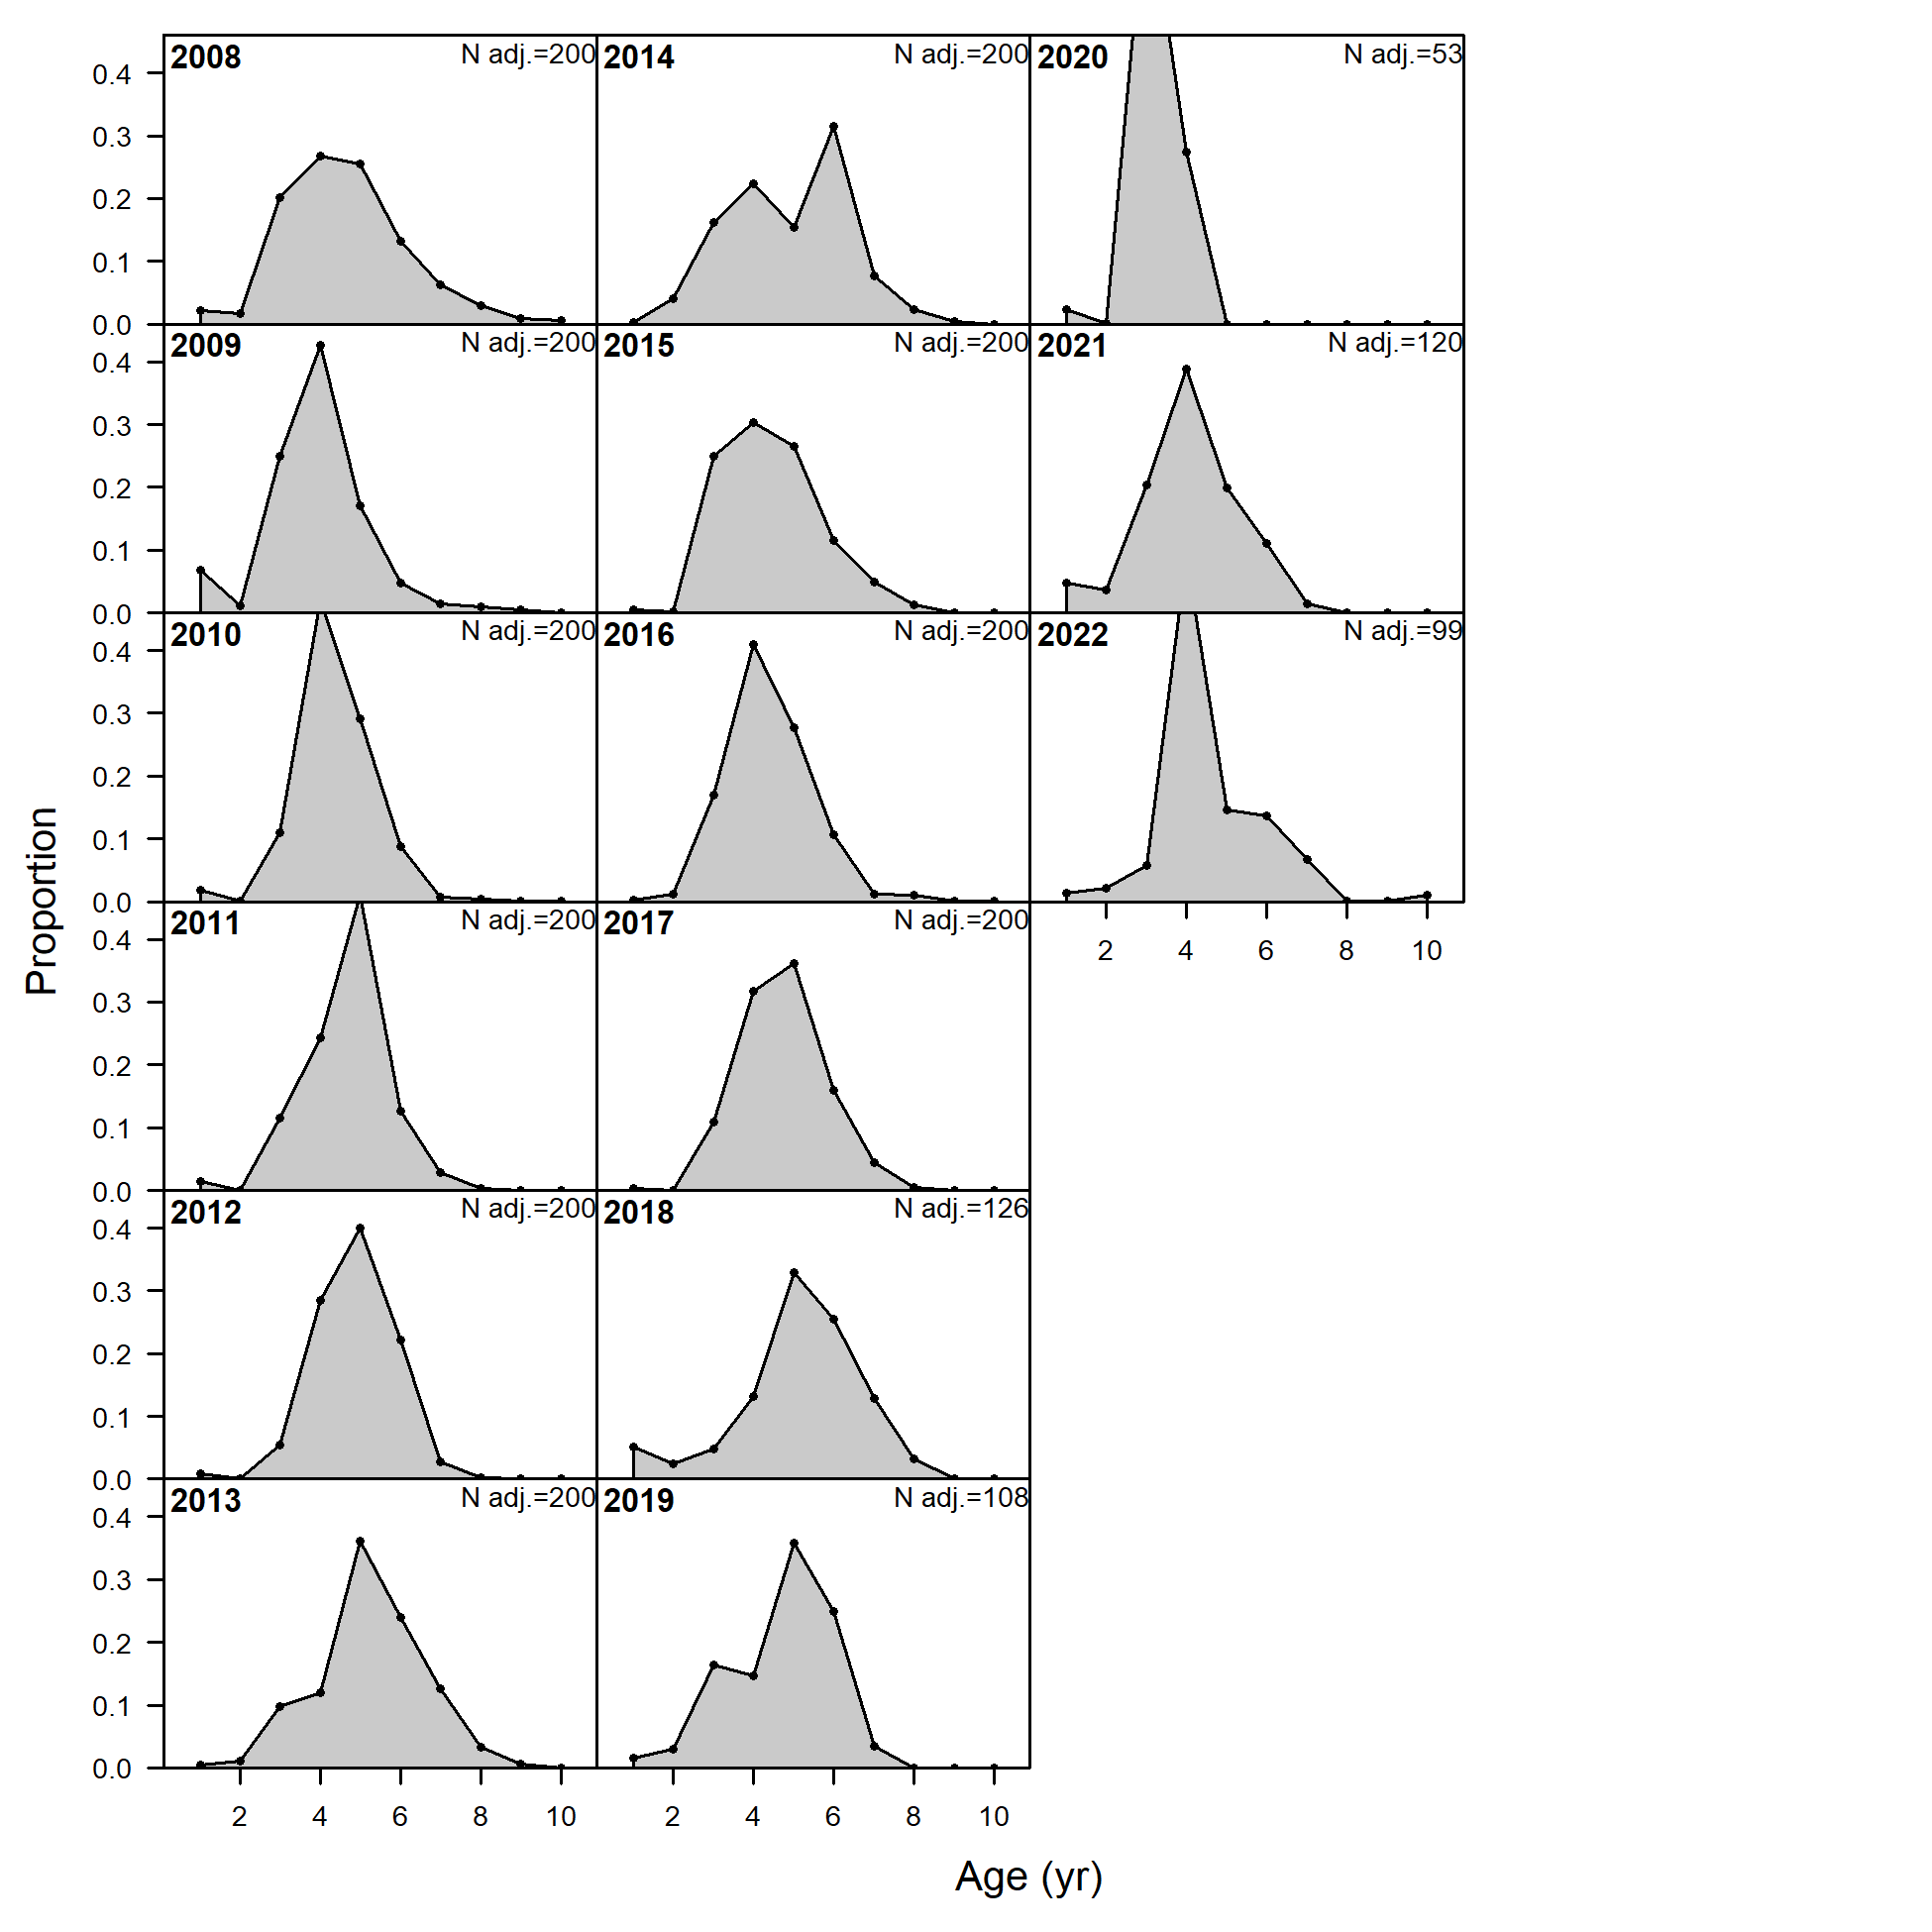 2008 N adj.=200
2014 N adj.=200
2020 N adj.=53
0.4
0.3
0.2
0.1
0.0
2009 N adj.=200
2015 N adj.=200
2021 N adj.=120
0.4
0.3
0.2
0.1
0.0
2010 N adj.=200
2016 N adj.=200
2022 N adj.=99
0.4
0.3
0.2
0.1
0.0
2 4 6 8 10
2011 N adj.=200
2017 N adj.=200
0.4
0.3
0.2
0.1
0.0
2012 N adj.=200
2018 N adj.=126
0.4
0.3
0.2
0.1
0.0
2013 N adj.=200
2019 N adj.=108
0.4
0.3
0.2
0.1
0.0
2 4 6 8 10
2 4 6 8 10
Proportion
Age (yr)